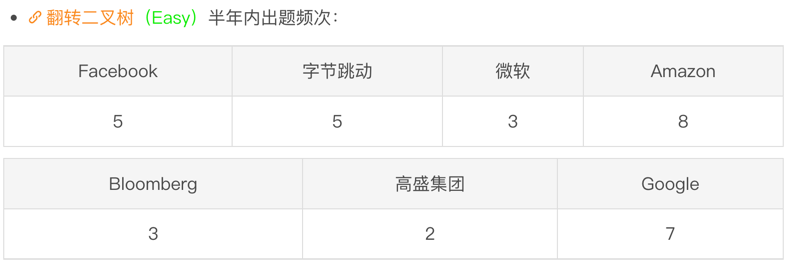 翻转二叉树（Easy）半年内出题频次：
Facebook 字节跳动 微软 Amazon
5 5 3 8
Bloomberg 高盛集团 Google
3 2 7